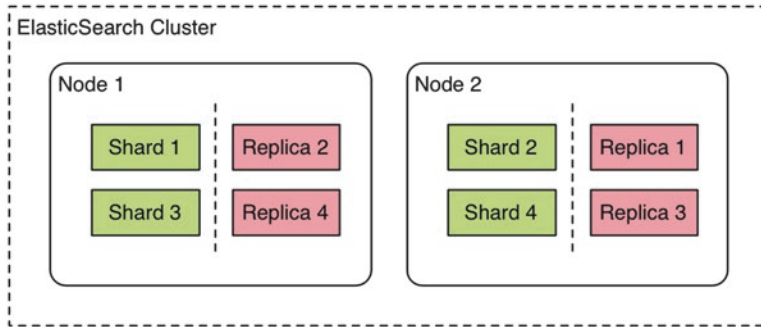 ElasticSearch Cluster
Node 1
Shard 1
Replica 2
Shard 3
Replica 4
Node 2
Shard 2
Replica 1
Shard 4
Replica 3